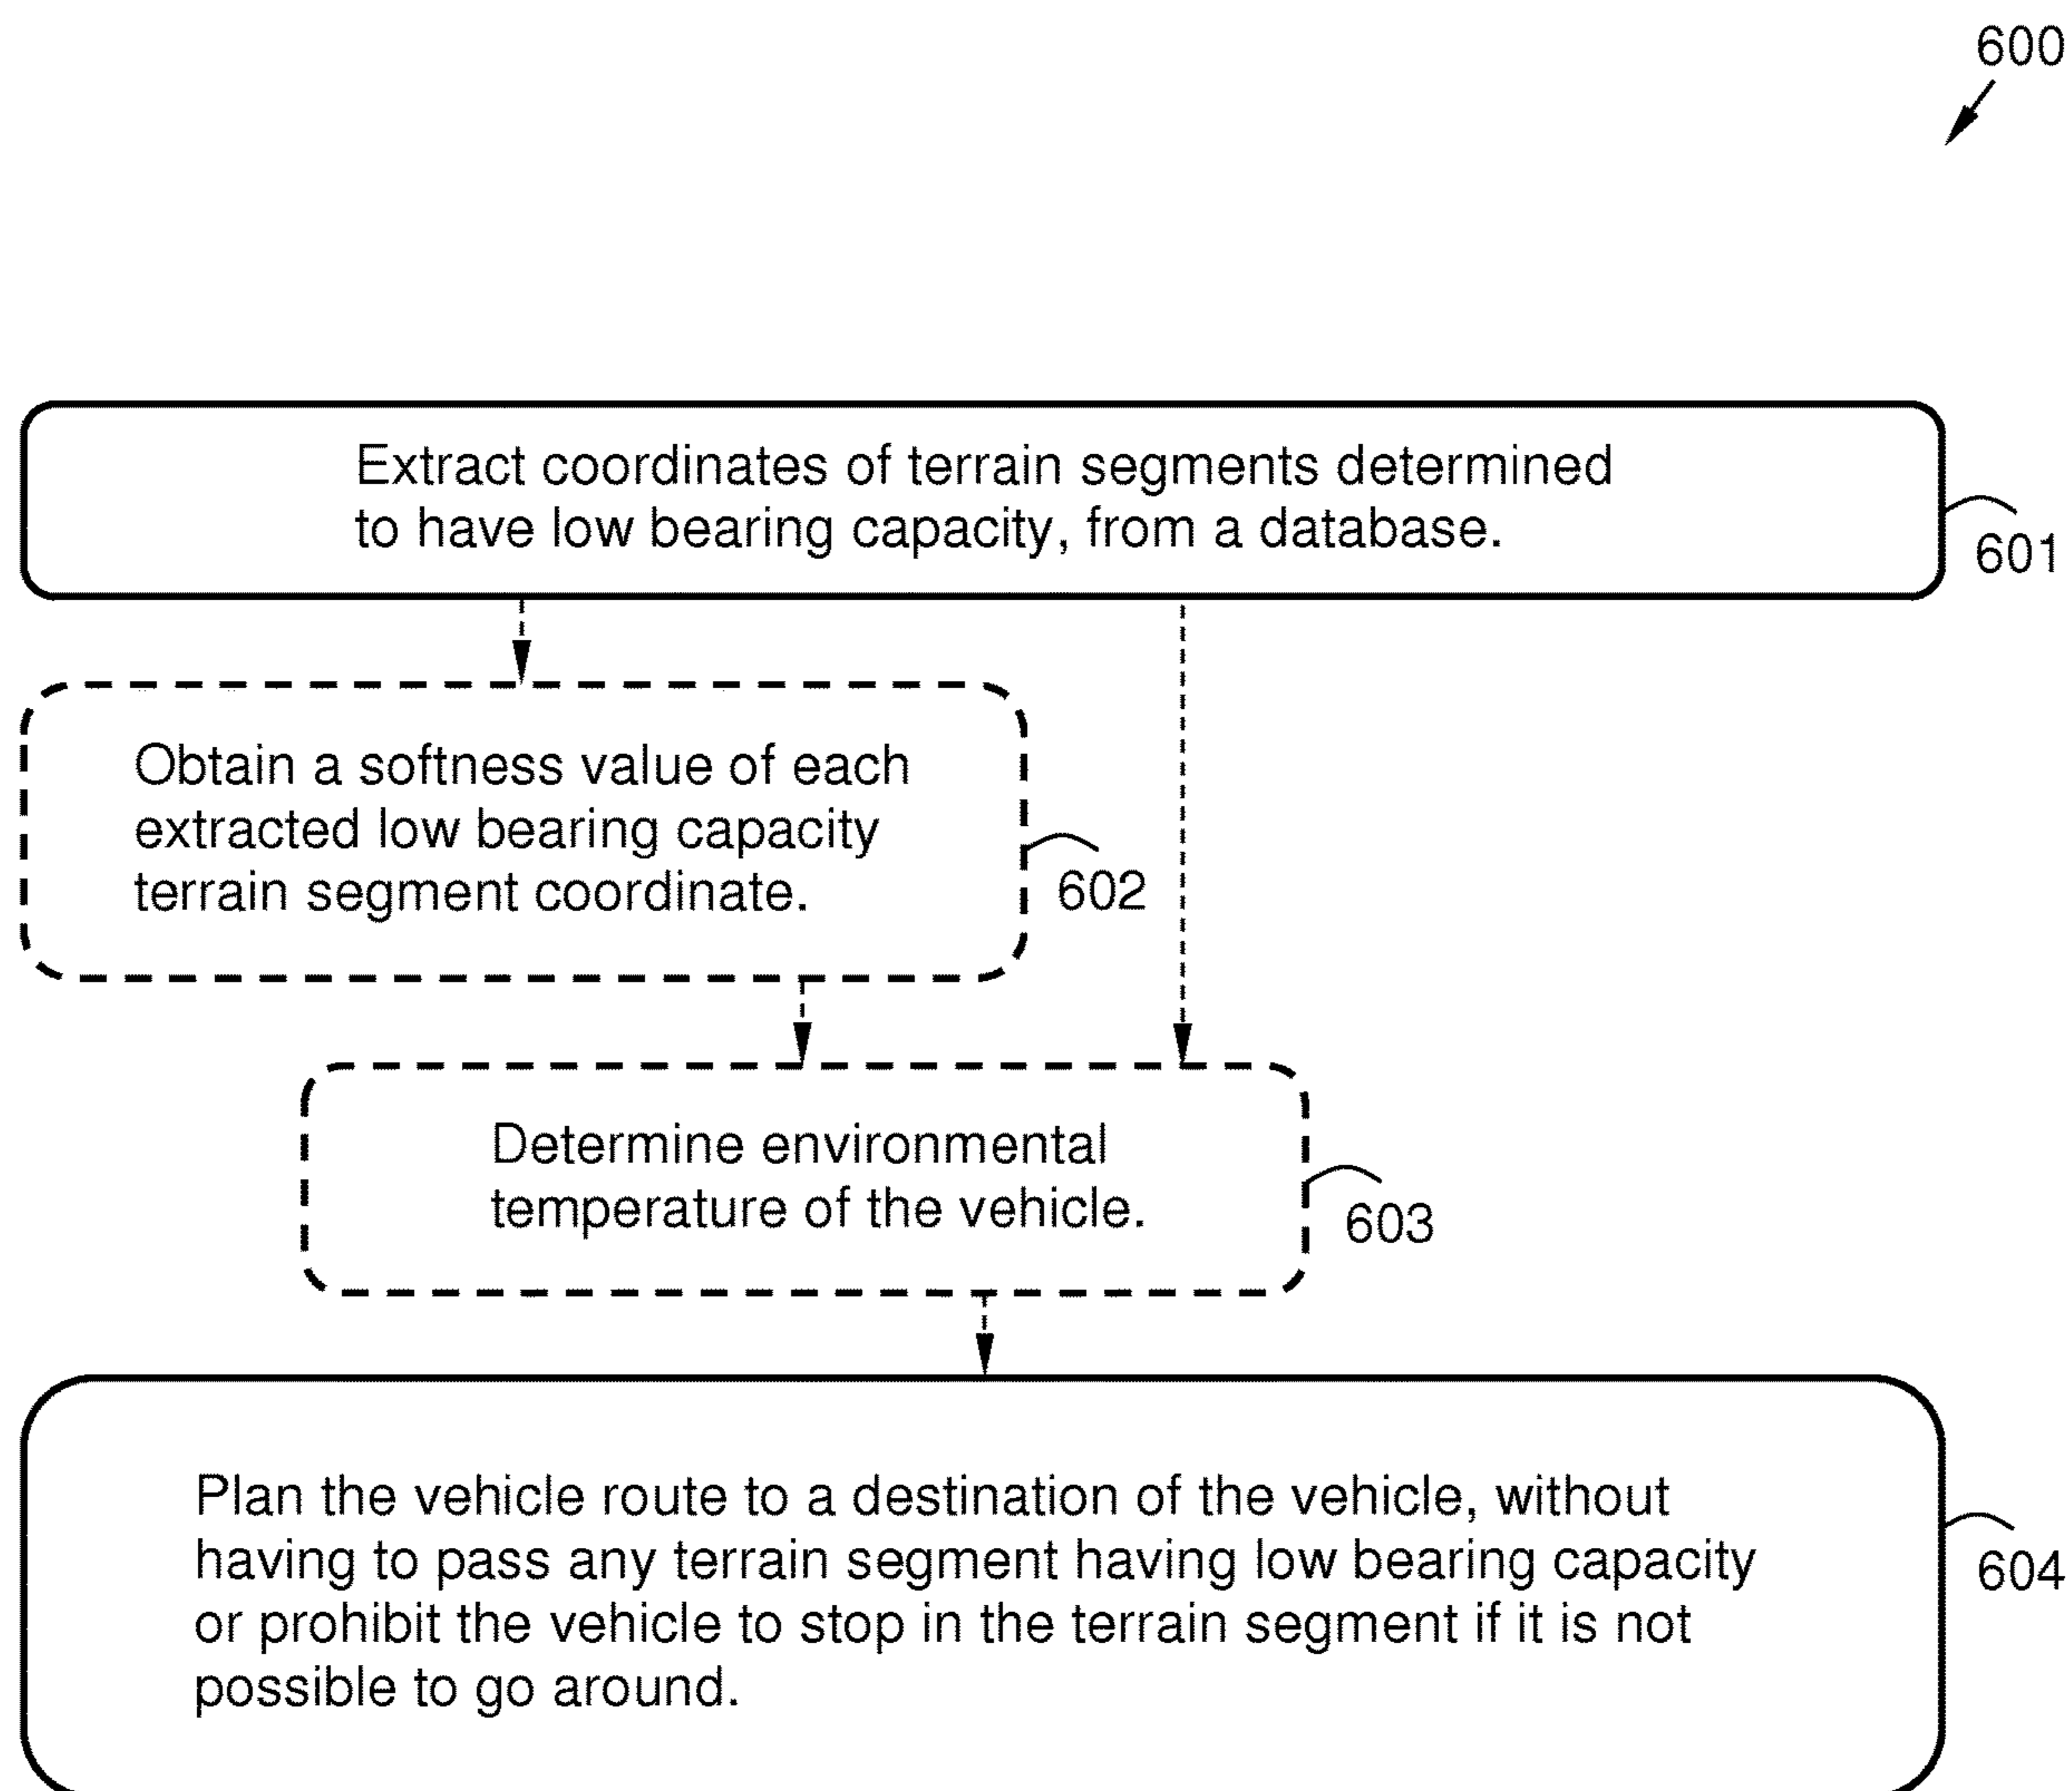 600
Extract coordinates of terrain segments determined
to have low bearing capacity, from a database.
601
Obtain a softness value of each
extracted low bearing capacity
terrain segment coordinate.
602
Determine environmental
temperature of the vehicle.
603
Plan the vehicle route to a destination of the vehicle, without
having to pass any terrain segment having low bearing capacity
or prohibit the vehicle to stop in the terrain segment if it is not
possible to go around.
604